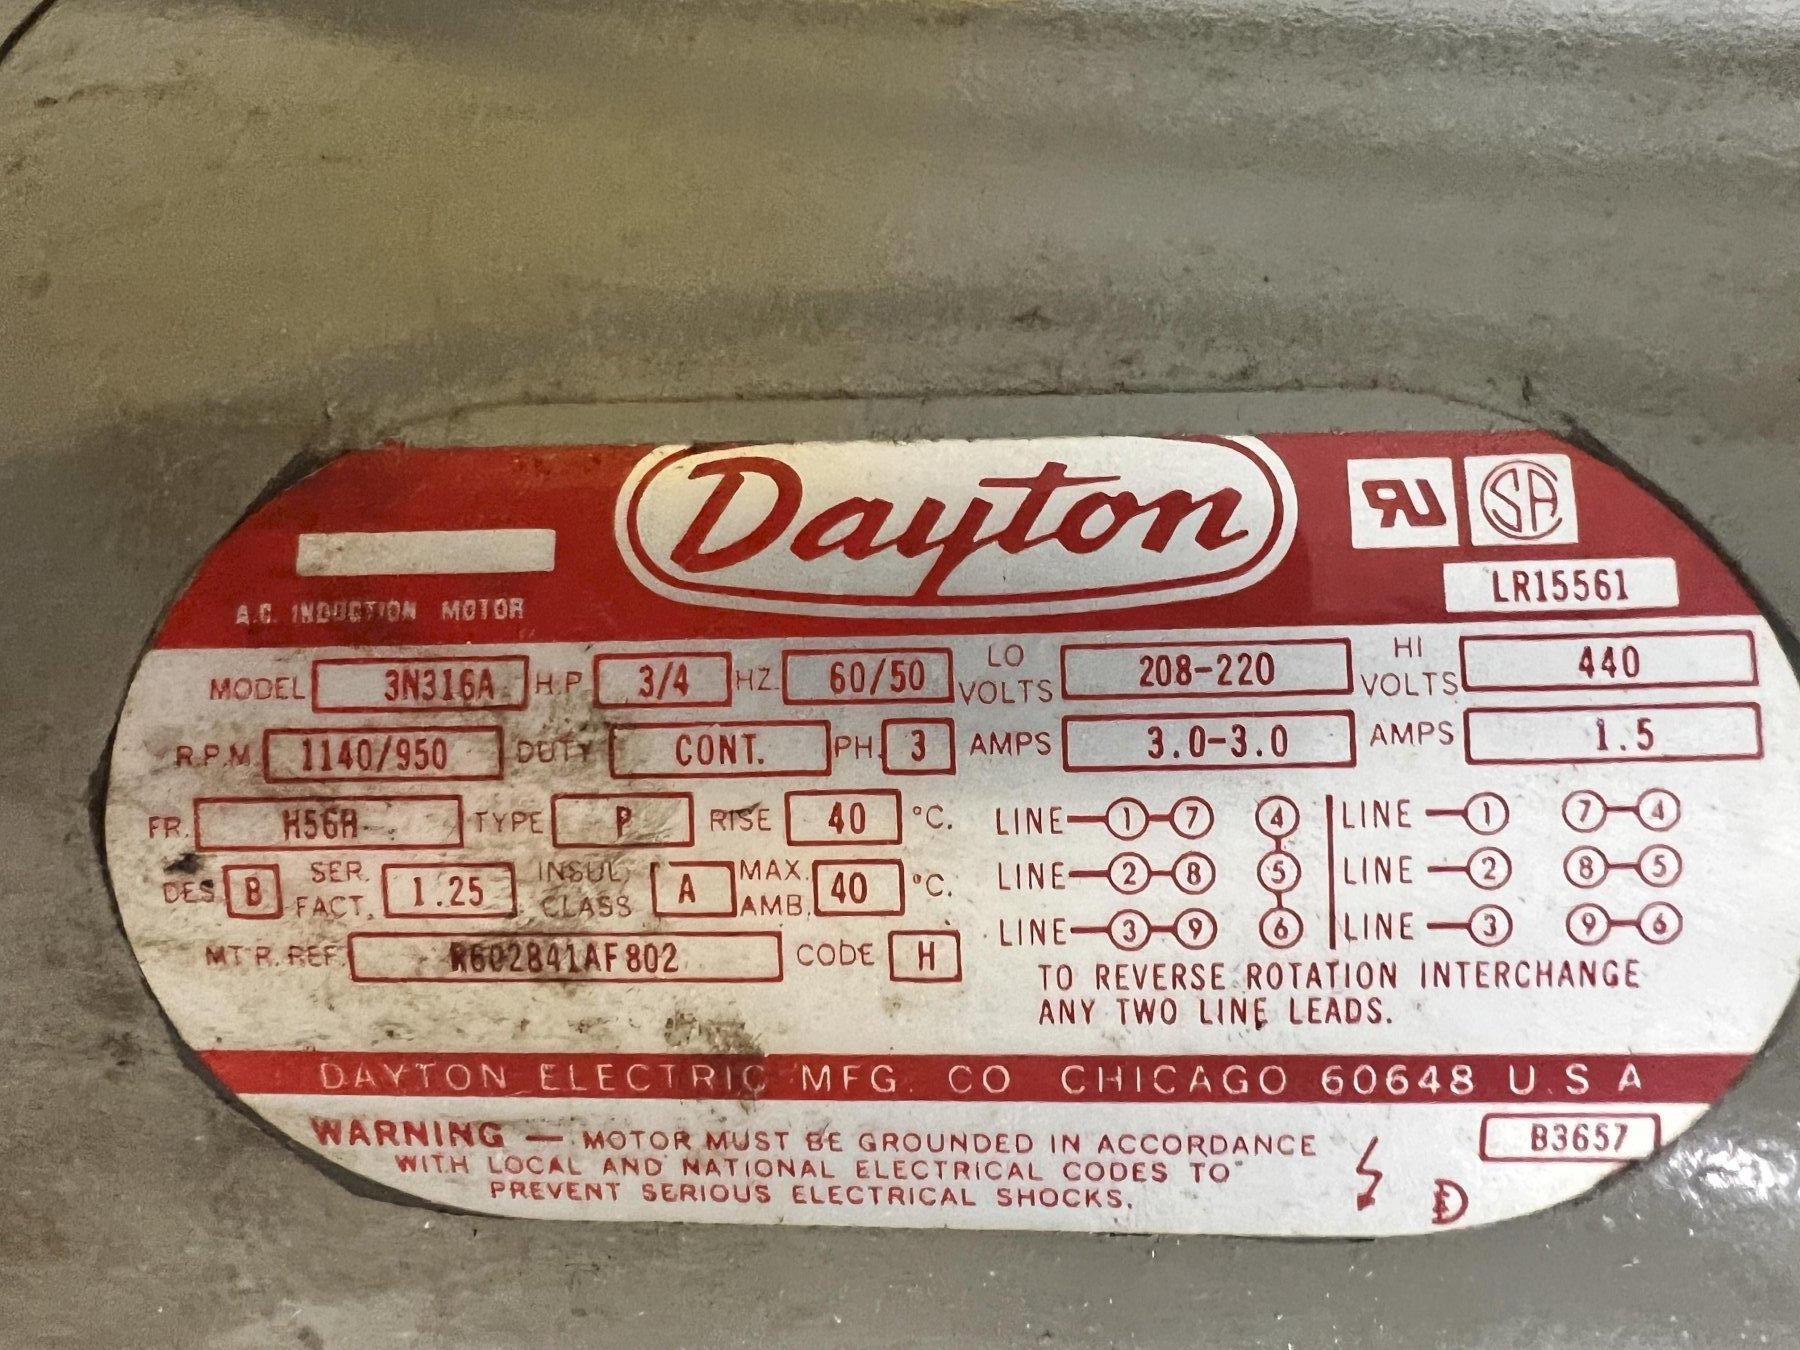 Dayton
RU SA
LR15561
A.C. INDUCTION MOTOR
MODEL 3N316A H.P 3/4 HZ. 60/50 LO VOLTS 208-220 HI VOLTS 440
R.P.M. 1140/950 DUTY CONT. PH. 3 AMPS 3.0-3.0 AMPS 1.5
FR. TYPE P RISE 40 °C.
DES. B SER. FACT. 1.25 INSUL. CLASS A MAX. AMB. 40 °C.
MT'R. REF. R602841AF802 CODE H
LINE 1 7 4 LINE 1 7 4
LINE 2 8 5 LINE 2 8 5
LINE 3 9 6 LINE 3 9 6
TO REVERSE ROTATION INTERCHANGE
ANY TWO LINE LEADS.
DAYTON ELECTRIC MFG. CO CHICAGO 60648 U.S.A
WARNING — MOTOR MUST BE GROUNDED IN ACCORDANCE
WITH LOCAL AND NATIONAL ELECTRICAL CODES TO
PREVENT SERIOUS ELECTRICAL SHOCKS.
B3657